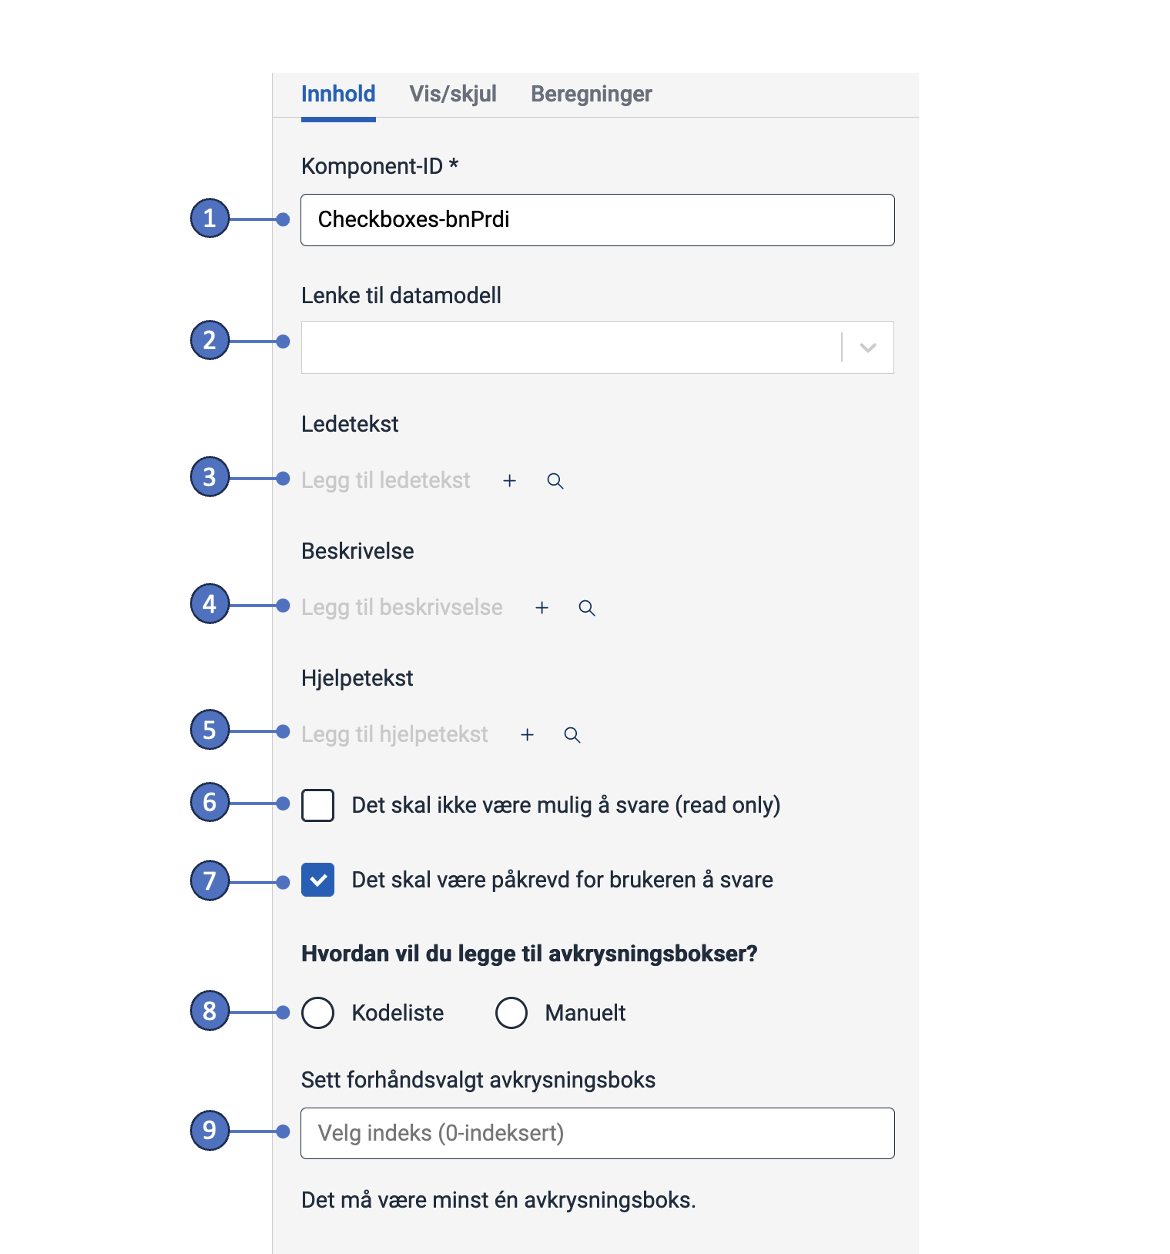 Innhold Vis/skjul Beregninger
Komponent-ID *
1 Checkboxes-bnPrdi
Lenke til datamodell
2
Ledetekst
3 Legg til ledetekst +
Beskrivelse
4 Legg til beskrivselse +
Hjelpetekst
5 Legg til hjelpetekst +
6 Det skal ikke være mulig å svare (read only)
7 Det skal være påkrevd for brukeren å svare
Hvordan vil du legge til avkrysningsbokser?
8 Kodeliste Manuelt
Sett forhåndsvalgt avkrysningsboks
9 Velg indeks (0-indeksert)
Det må være minst én avkrysningsboks.